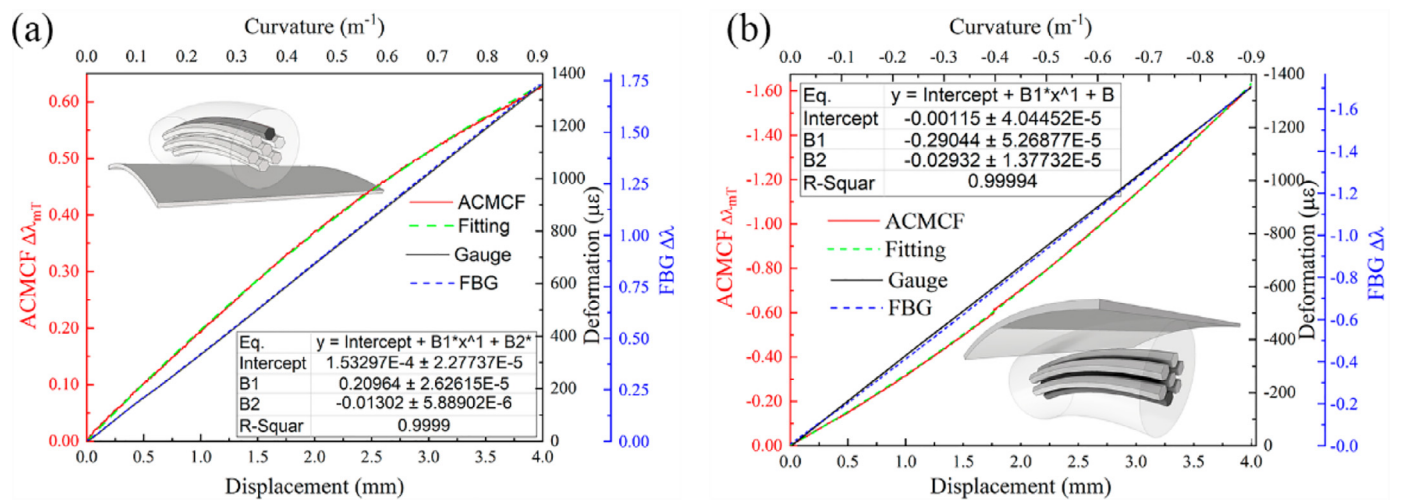 (a)
Curvature (m-1)
0.0 0.1 0.2 0.3 0.4 0.5 0.6 0.7 0.8 0.9
ACMCF ΔλmT
0.60
0.50
0.40
0.30
0.20
0.10
0.00
1400
1200
1000
800
600
400
200
0
Deformation (με)
1.75
1.50
1.25
1.00
0.75
0.50
0.25
0.00
FBG Δλ
ACMCF
Fitting
Gauge
FBG
Eq. y = Intercept + B1*x^1 + B2*
Intercept 1.53297E-4 ± 2.27737E-5
B1 0.20964 ± 2.62615E-5
B2 -0.01302 ± 5.88902E-6
R-Squar 0.9999
0.0 0.5 1.0 1.5 2.0 2.5 3.0 3.5 4.0
Displacement (mm)
(b)
Curvature (m-1)
0.0 -0.1 -0.2 -0.3 -0.4 -0.5 -0.6 -0.7 -0.8 -0.9
ACMCF ΔλmT
-1.60
-1.40
-1.20
-1.00
-0.80
-0.60
-0.40
-0.20
0.00
Eq. y = Intercept + B1*x^1 + B
Intercept -0.00115 ± 4.04452E-5
B1 -0.29044 ± 5.26877E-5
B2 -0.02932 ± 1.37732E-5
R-Squar 0.99994
ACMCF
Fitting
Gauge
FBG
-1400
-1200
-1000
-800
-600
-400
-200
0
Deformation (με)
-1.6
-1.4
-1.2
-1.0
-0.8
-0.6
-0.4
-0.2
-0.0
FBG Δλ
0.0 0.5 1.0 1.5 2.0 2.5 3.0 3.5 4.0
Displacement (mm)